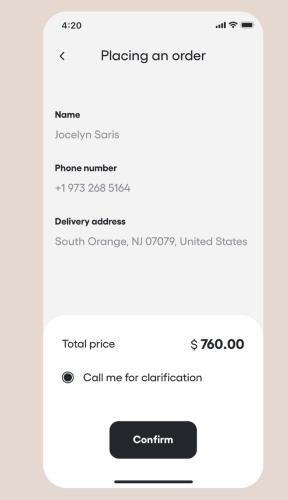 4:20
Placing an order
Name
Jocelyn Saris
Phone number
+1 973 268 5164
Delivery address
South Orange, NJ 07079, United States
Total price
$ 760.00
Call me for clarification
Confirm